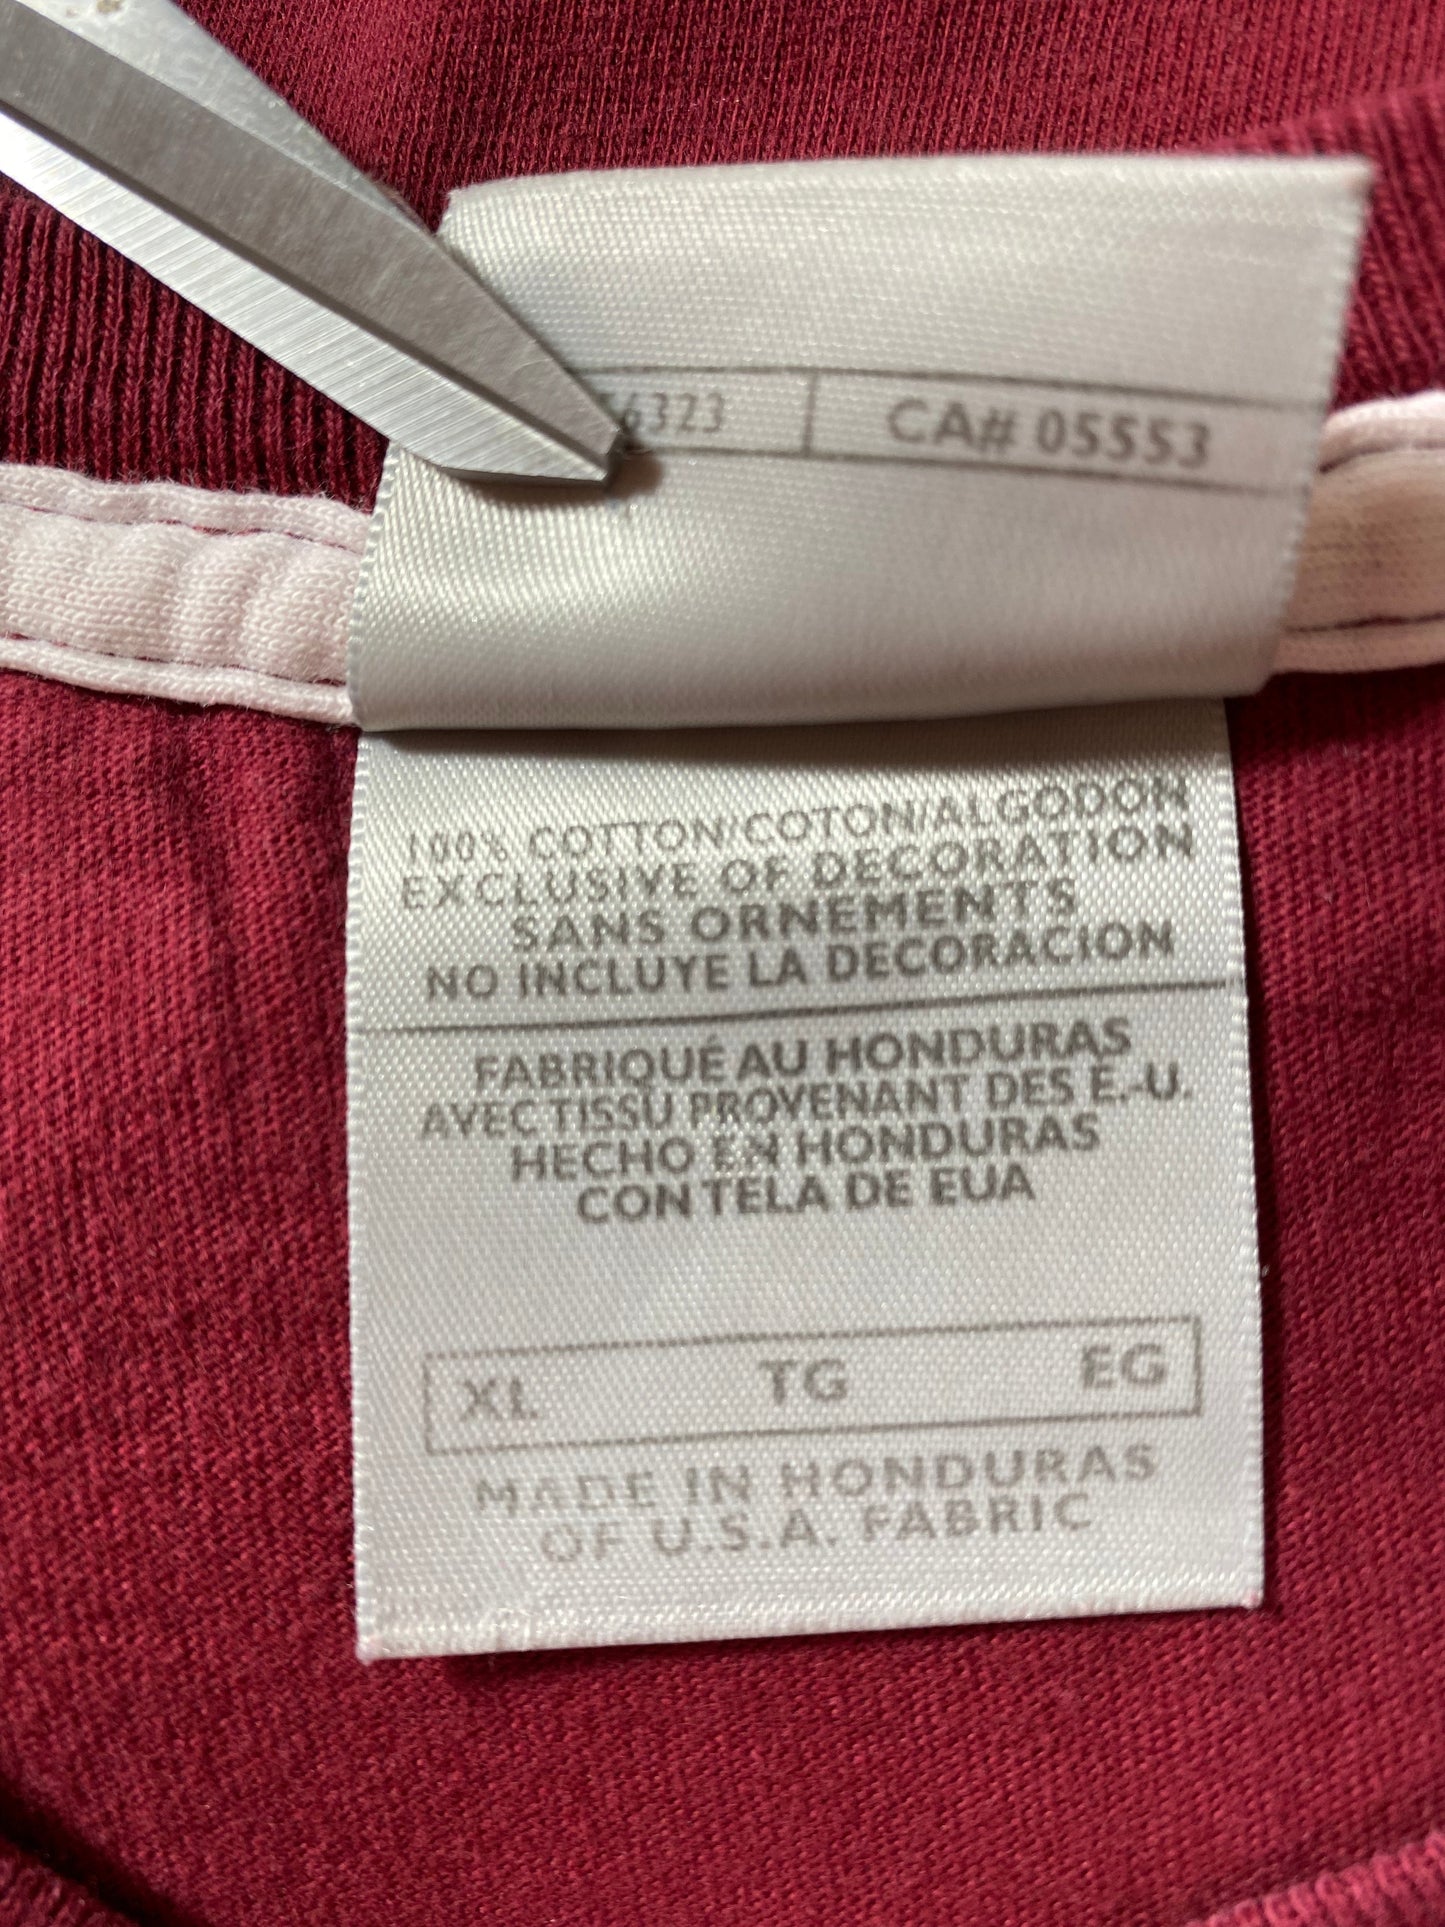 6323 CA# 05553
100% COTTON/COTON/ALGODON
EXCLUSIVE OF DECORATION
SANS ORNEMENTS
NO INCLUYE LA DECORACION
FABRIQUÉ AU HONDURAS
AVEC TISSU PROVENANT DES É.-U.
HECHO EN HONDURAS
CON TELA DE EUA
XL TG EG
MADE IN HONDURAS
OF U.S.A. FABRIC